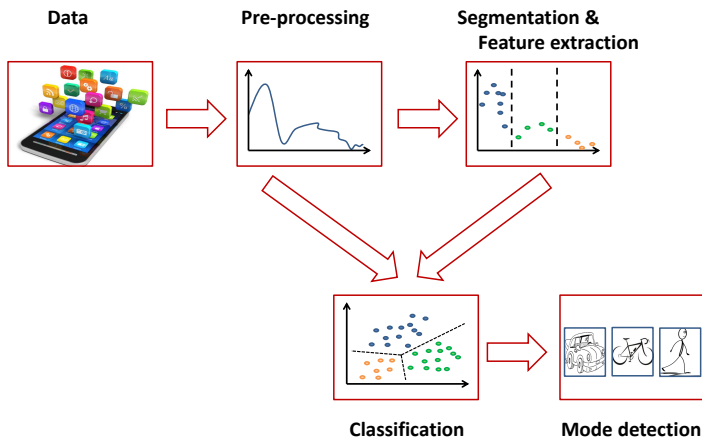 Data
Pre-processing
Segmentation &
Feature extraction
Classification
Mode detection